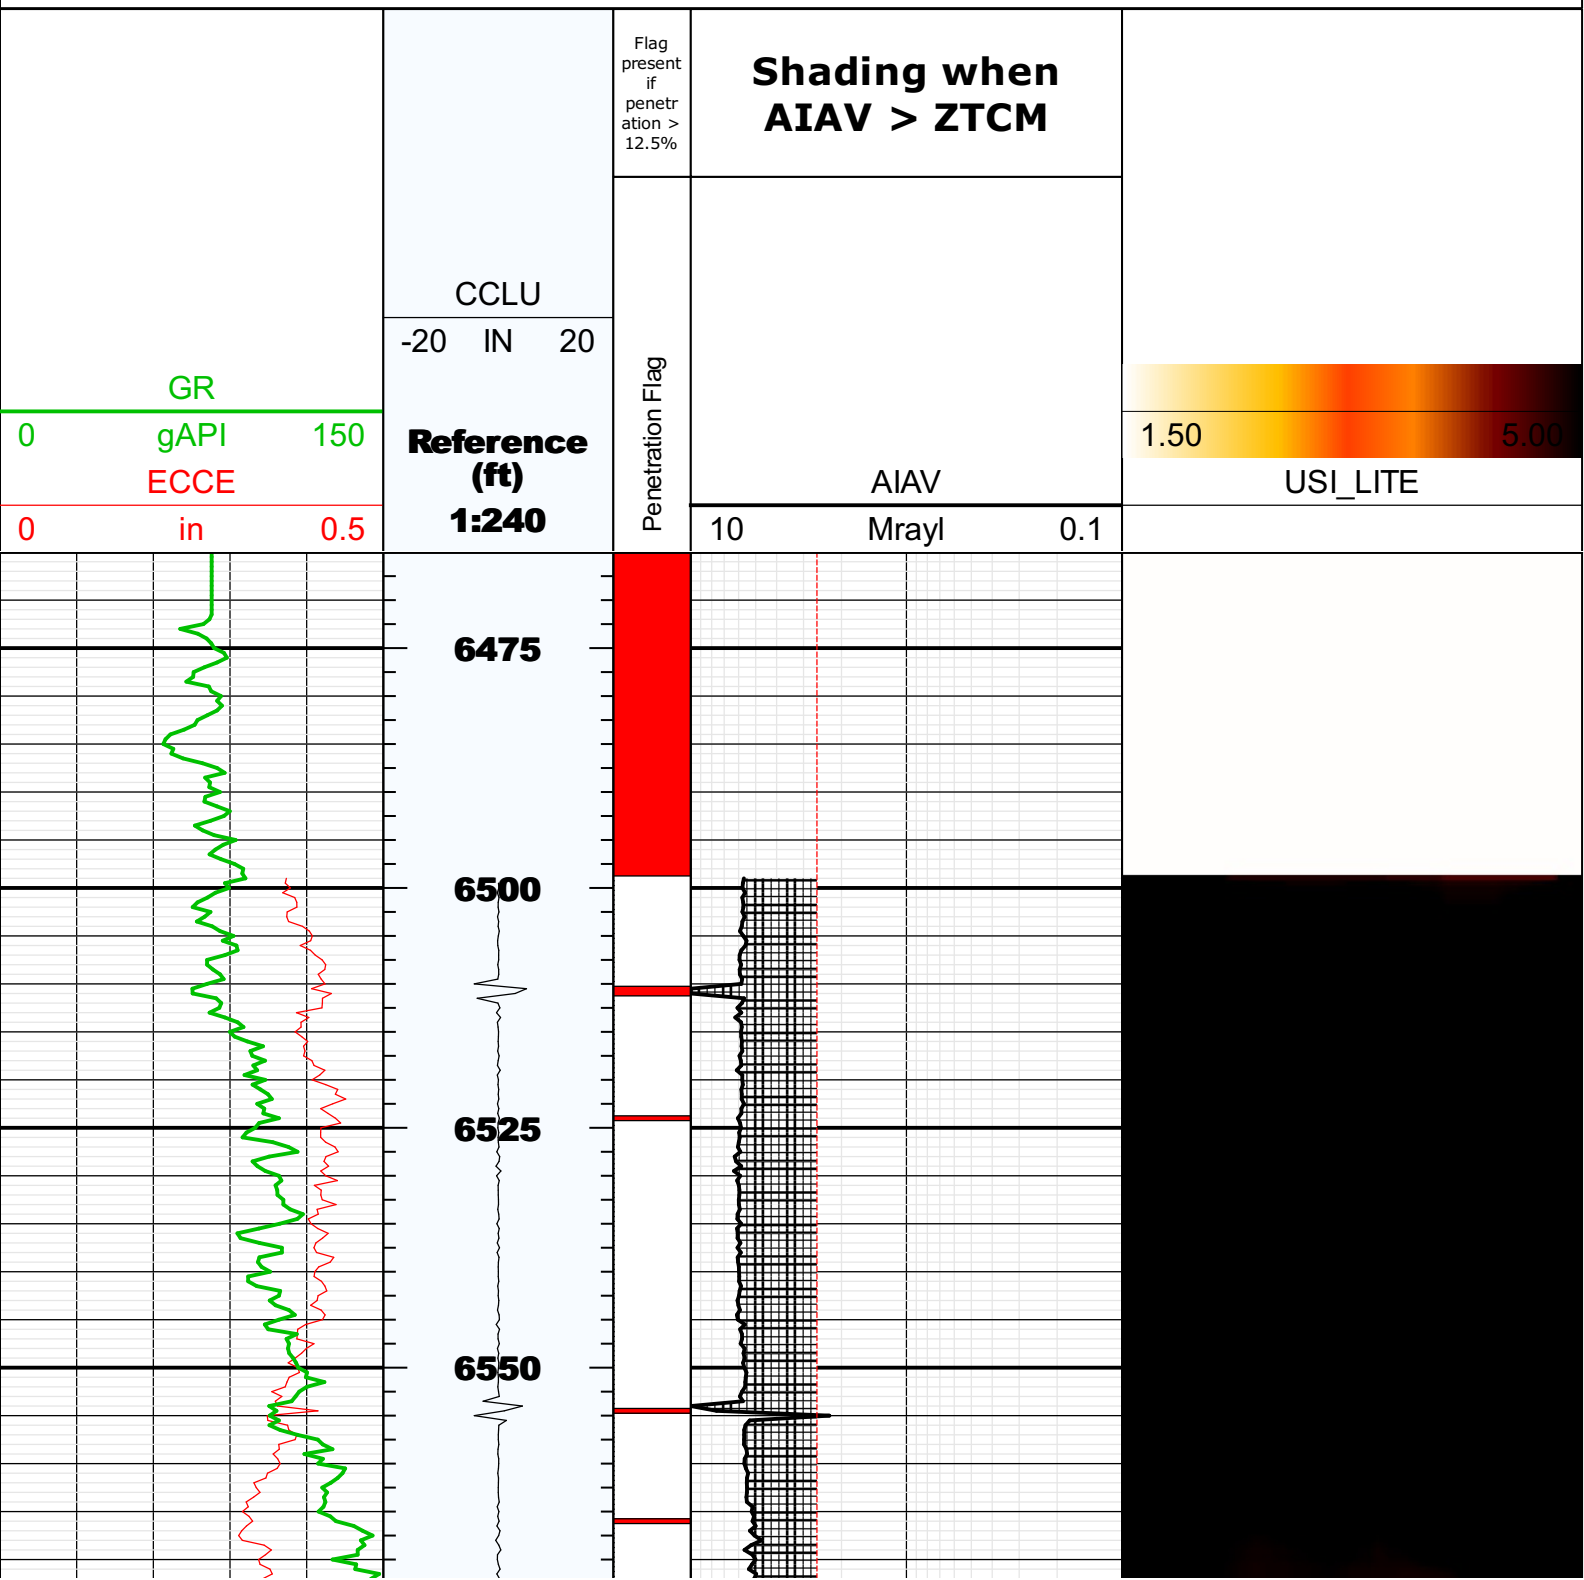 GR
0 gAPI 150
ECCE
0 in 0.5
CCLU
-20 IN 20
Reference
(ft)
1:240
Flag
present
if
penetr
ation >
12.5%
Penetration Flag
Shading when
AIAV > ZTCM
AIAV
10 Mrayl 0.1
1.50 5.00
USI_LITE
6475
6500
6525
6550